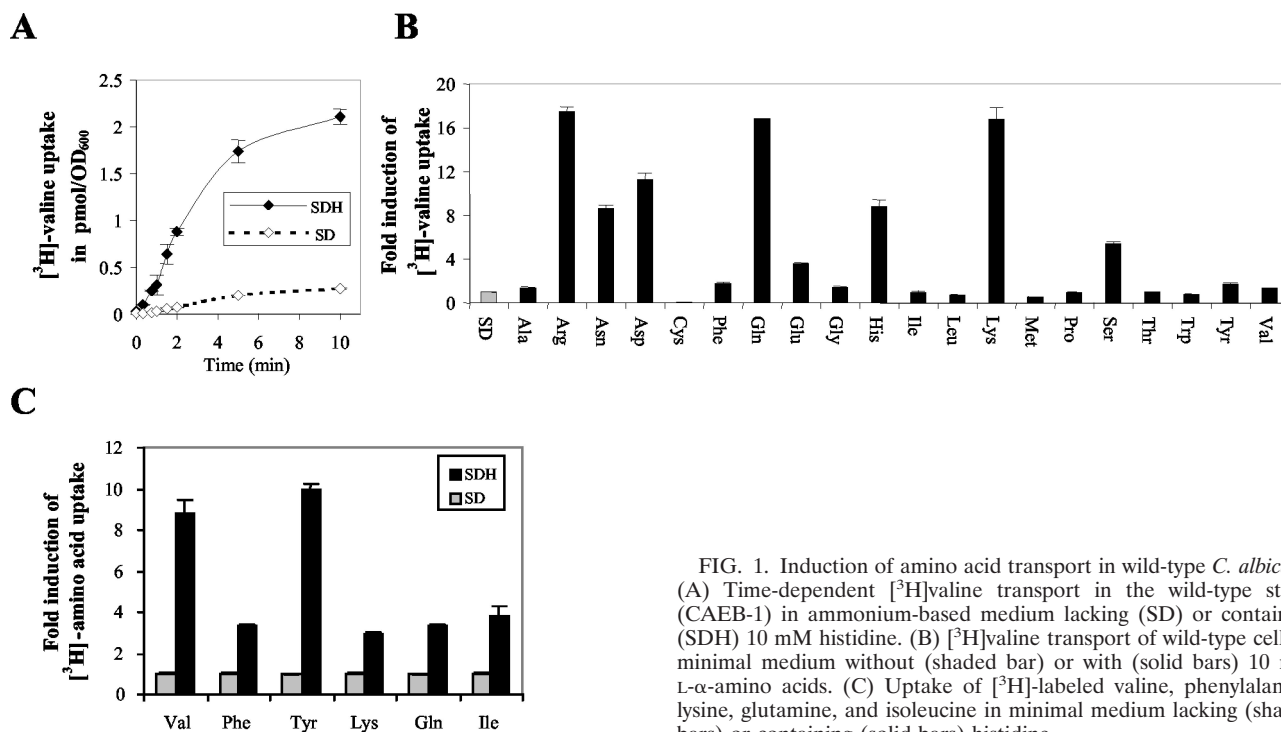 A
B
[³H]-valine uptake
in pmol/OD₆₀₀
2.5
2
1.5
1
0.5
0
0 2 4 6 8 10
Time (min)
SDH
SD
Fold induction of
[³H]-valine uptake
20
16
12
8
4
0
SD Ala Arg Asn Asp Cys Phe Gln Glu Gly His Ile Leu Lys Met Pro Ser Thr Trp Tyr Val
C
Fold induction of
[³H]-amino acid uptake
12
10
8
6
4
2
0
SDH
SD
Val Phe Tyr Lys Gln Ile
FIG. 1. Induction of amino acid transport in wild-type C. albic
(A) Time-dependent [³H]valine transport in the wild-type st
(CAEB-1) in ammonium-based medium lacking (SD) or contain
(SDH) 10 mM histidine. (B) [³H]valine transport of wild-type cell
minimal medium without (shaded bar) or with (solid bars) 10
L-α-amino acids. (C) Uptake of [³H]-labeled valine, phenylalan
lysine, glutamine, and isoleucine in minimal medium lacking (sha
bars) or containing (solid bars) histidine.